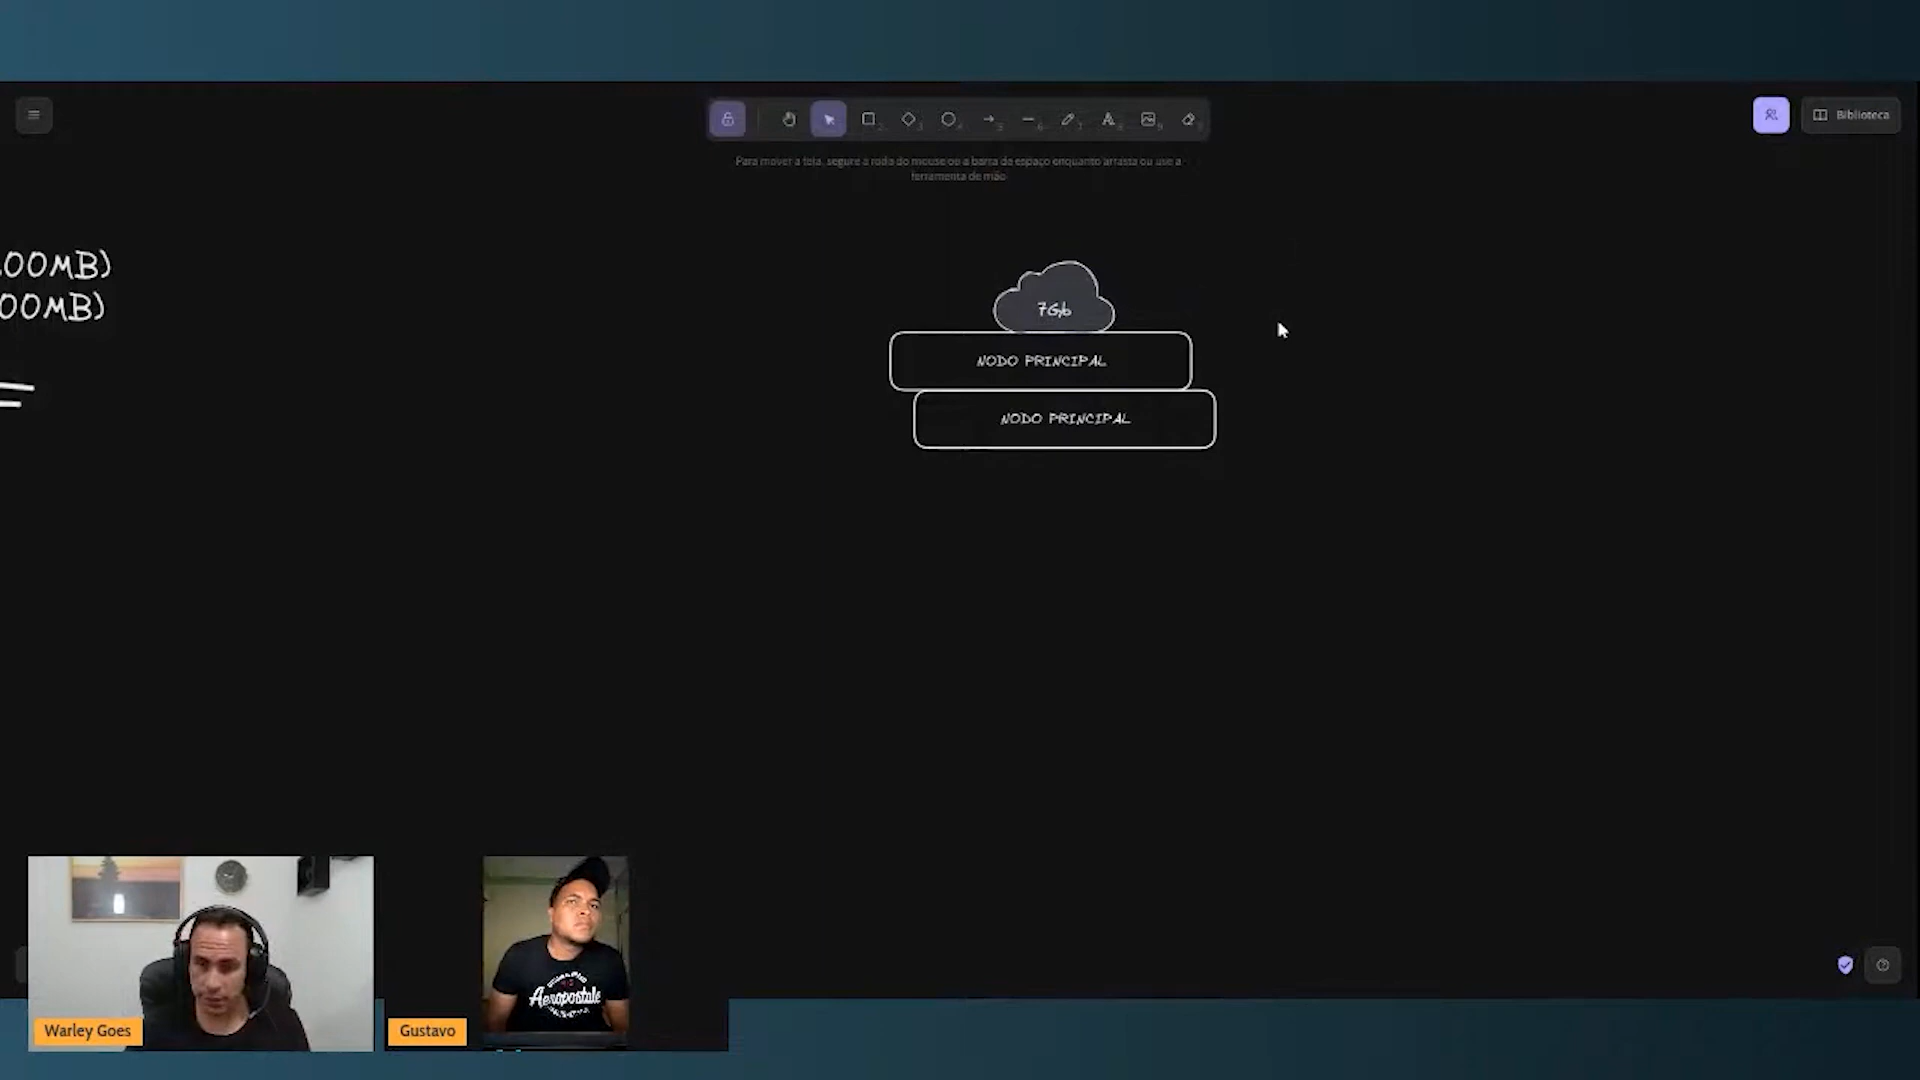 Biblioteca
Para mover a tela, segure a roda do mouse ou a barra de espaço enquanto arrasta ou use a
ferramenta de mão
00MB)
00MB)
7Gb
NODO PRINCIPAL
NODO PRINCIPAL
Aeropostale
Warley Goes
Gustavo